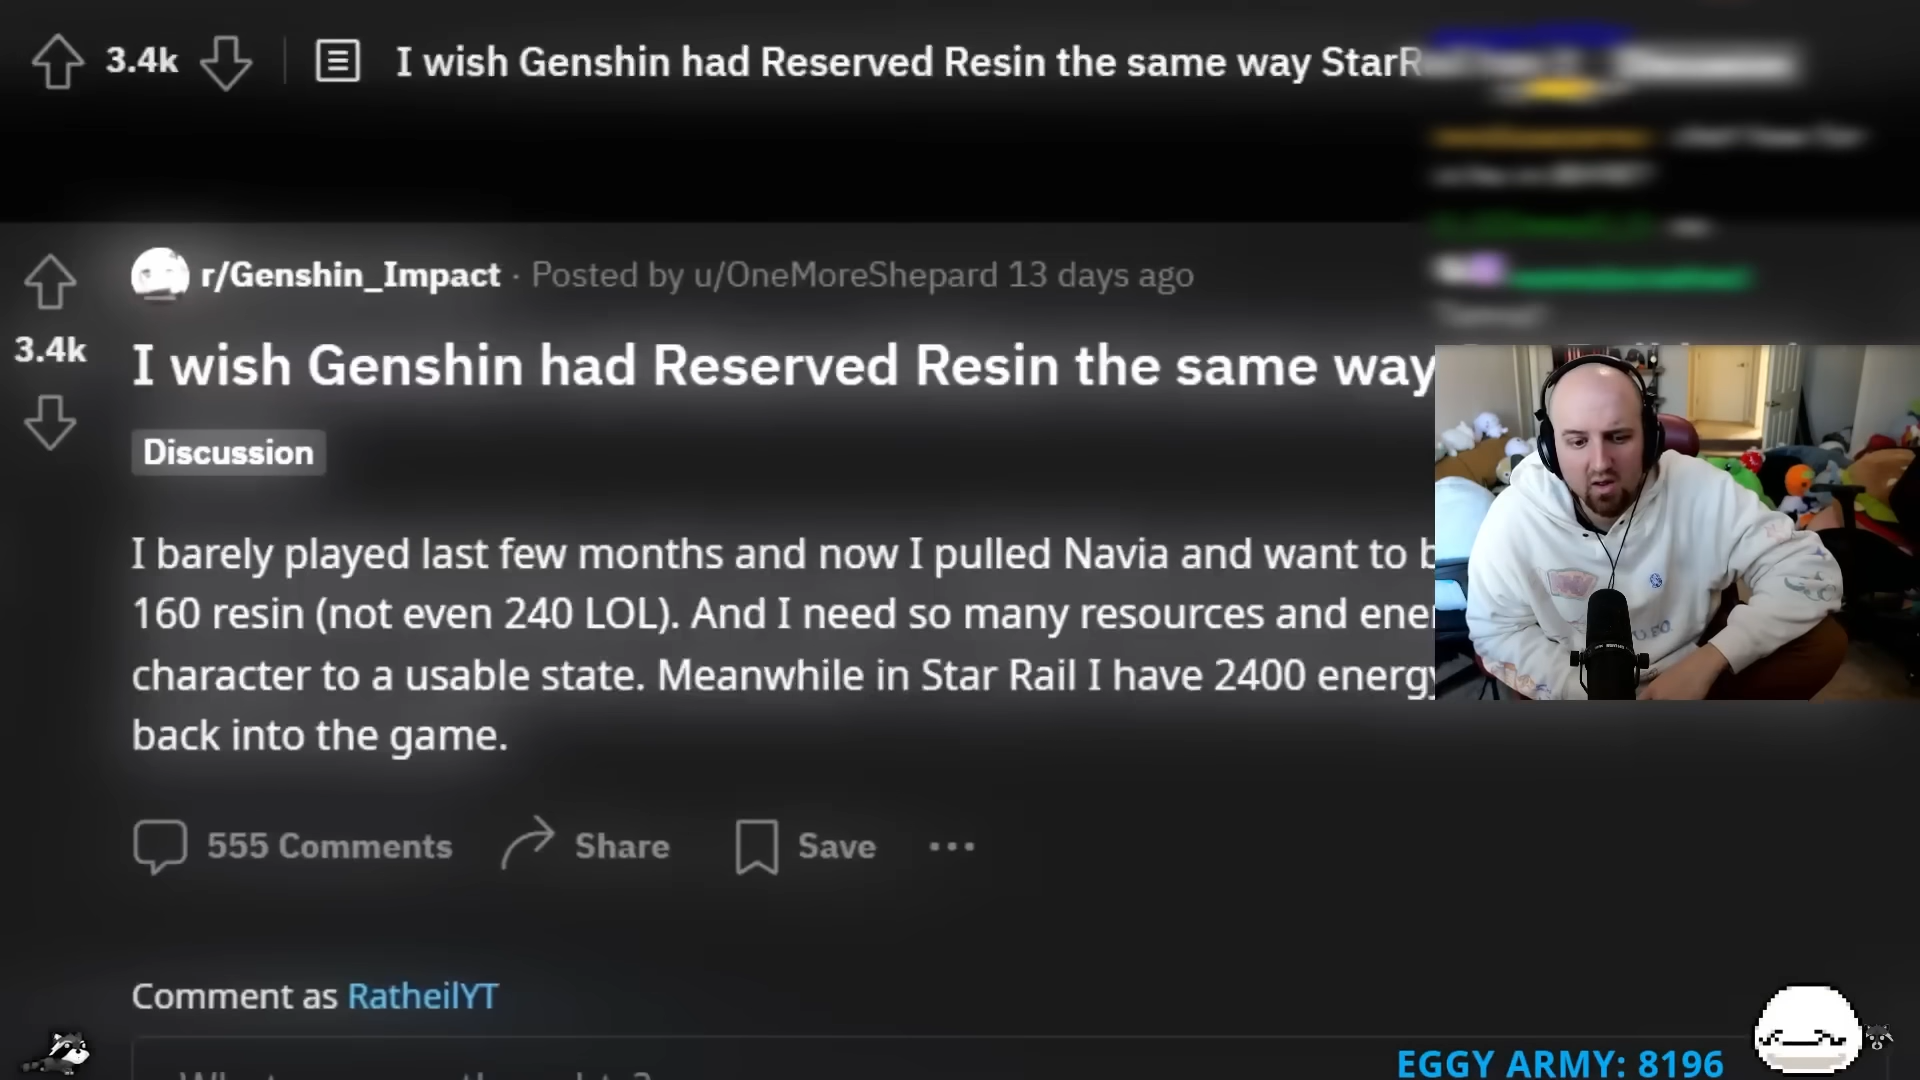 3.4k
I wish Genshin had Reserved Resin the same way StarR
r/Genshin_Impact · Posted by u/OneMoreShepard 13 days ago
3.4k
I wish Genshin had Reserved Resin the same way
Discussion
I barely played last few months and now I pulled Navia and want to b
160 resin (not even 240 LOL). And I need so many resources and ene
character to a usable state. Meanwhile in Star Rail I have 2400 energy
back into the game.
555 Comments Share Save
Comment as RatheilYT
EGGY ARMY: 8196